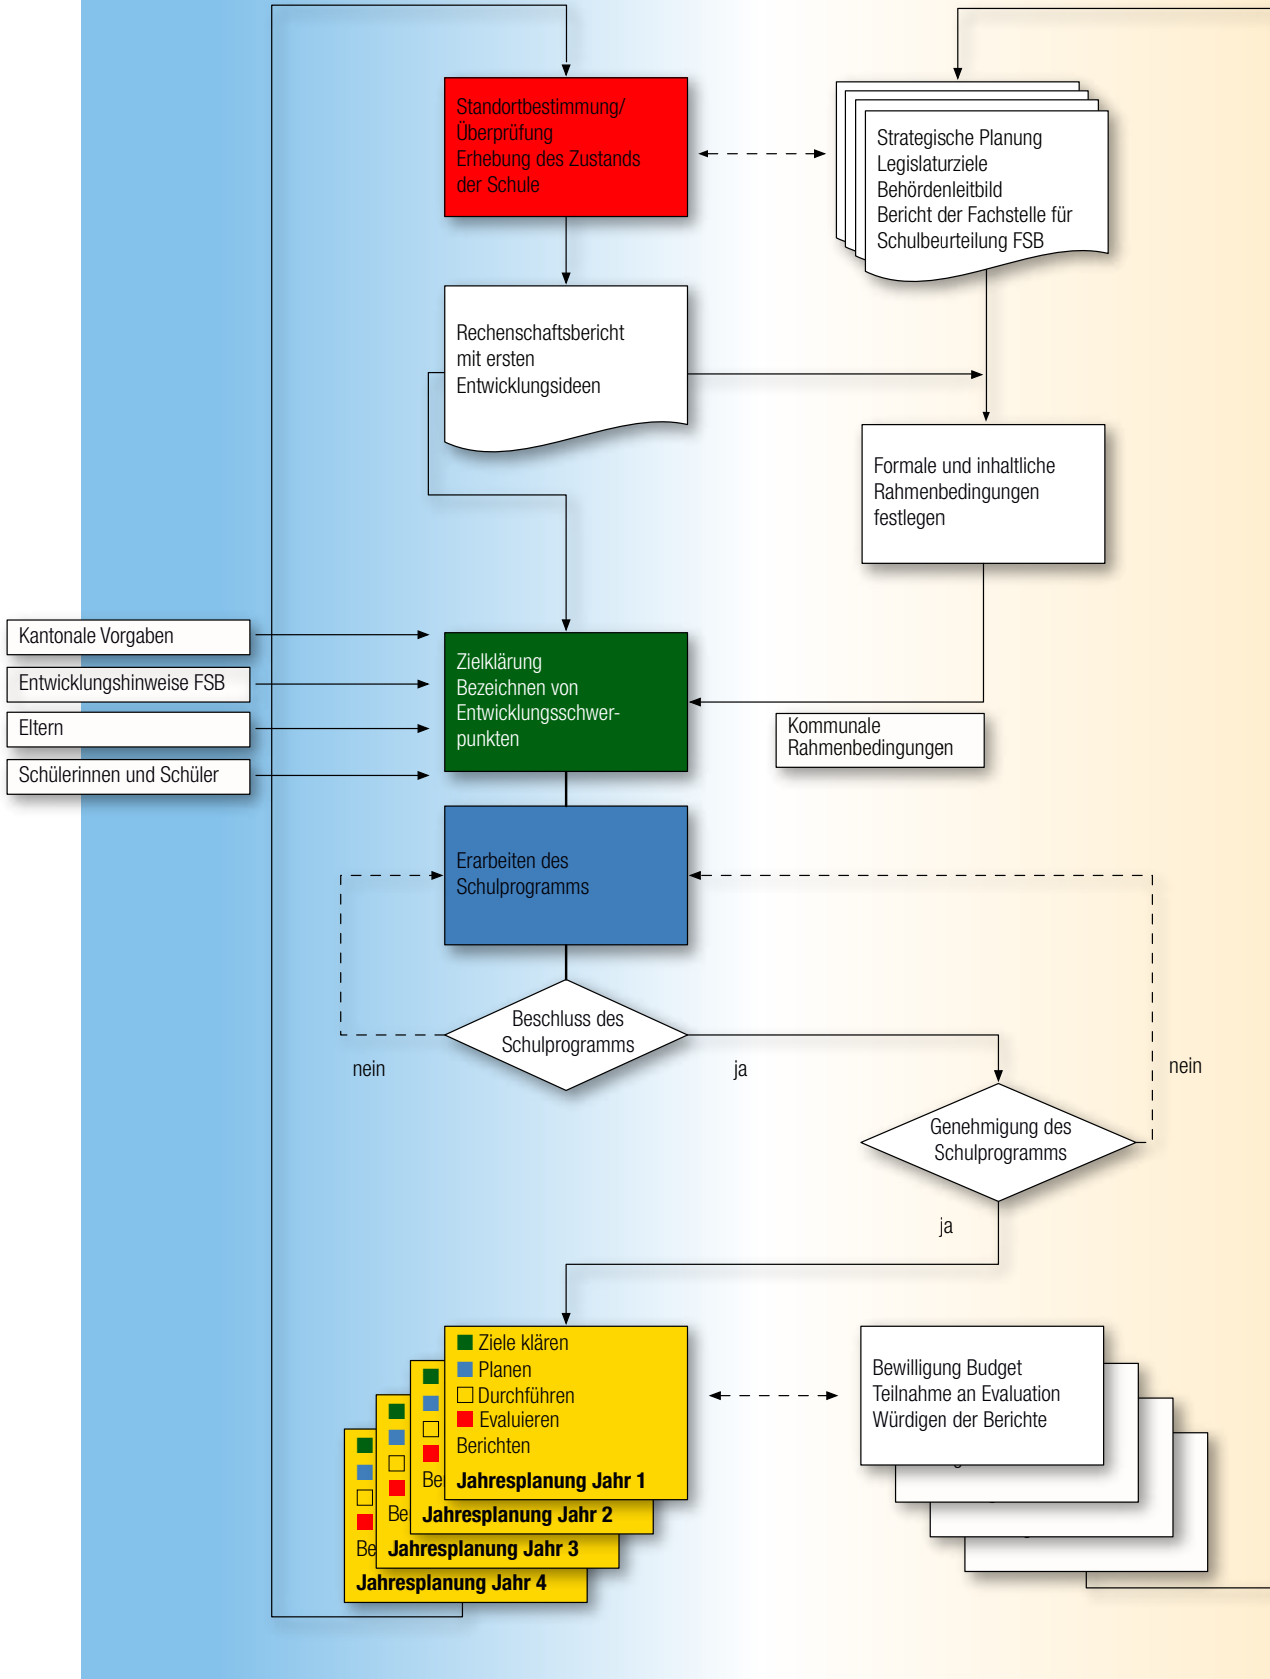 Standortbestimmung/
Überprüfung
Erhebung des Zustands
der Schule
Strategische Planung
Legislaturziele
Behördenleitbild
Bericht der Fachstelle für
Schulbeurteilung FSB
Rechenschaftsbericht
mit ersten
Entwicklungsideen
Formale und inhaltliche
Rahmenbedingungen
festlegen
Kantonale Vorgaben
Entwicklungshinweise FSB
Eltern
Schülerinnen und Schüler
Zielklärung
Bezeichnen von
Entwicklungsschwer-
punkten
Kommunale
Rahmenbedingungen
Erarbeiten des
Schulprogramms
Beschluss des
Schulprogramms
nein
ja
nein
Genehmigung des
Schulprogramms
ja
Ziele klären
Planen
Durchführen
Evaluieren
Berichten
Jahresplanung Jahr 1
Be
Jahresplanung Jahr 2
Be
Jahresplanung Jahr 3
Be
Jahresplanung Jahr 4
Bewilligung Budget
Teilnahme an Evaluation
Würdigen der Berichte